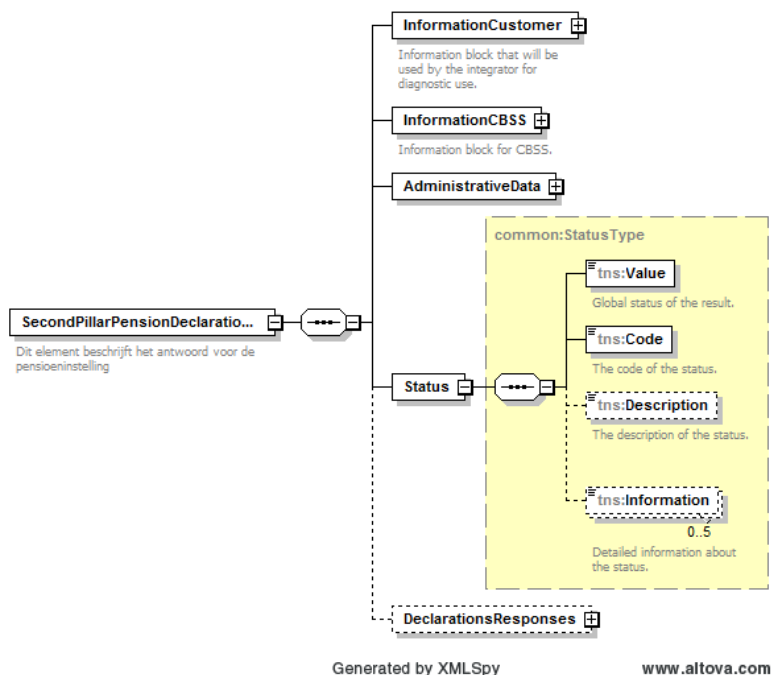 InformationCustomer
Information block that will be
used by the integrator for
diagnostic use.
InformationCBSS
Information block for CBSS.
AdministrativeData
common:StatusType
tns:Value
Global status of the result.
SecondPillarPensionDeclaratio...
Dit element beschrijft het antwoord voor de
pensioeninstelling
tns:Code
The code of the status.
Status
tns:Description
The description of the status.
tns:Information
0..5
Detailed information about
the status.
DeclarationsResponses
Generated by XMLSpy
www.altova.com